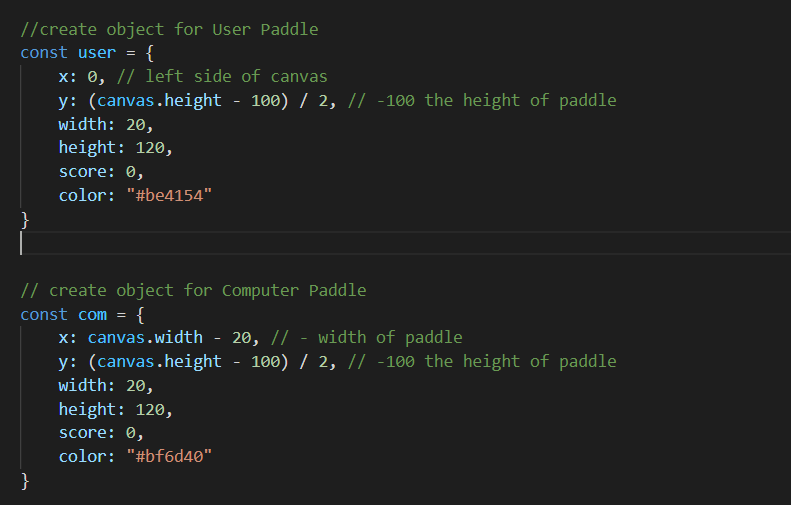 //create object for User Paddle
const user = {
    x: 0, // left side of canvas
    y: (canvas.height - 100) / 2, // -100 the height of paddle
    width: 20,
    height: 120,
    score: 0,
    color: "#be4154"
}
// create object for Computer Paddle
const com = {
    x: canvas.width - 20, // - width of paddle
    y: (canvas.height - 100) / 2, // -100 the height of paddle
    width: 20,
    height: 120,
    score: 0,
    color: "#bf6d40"
}